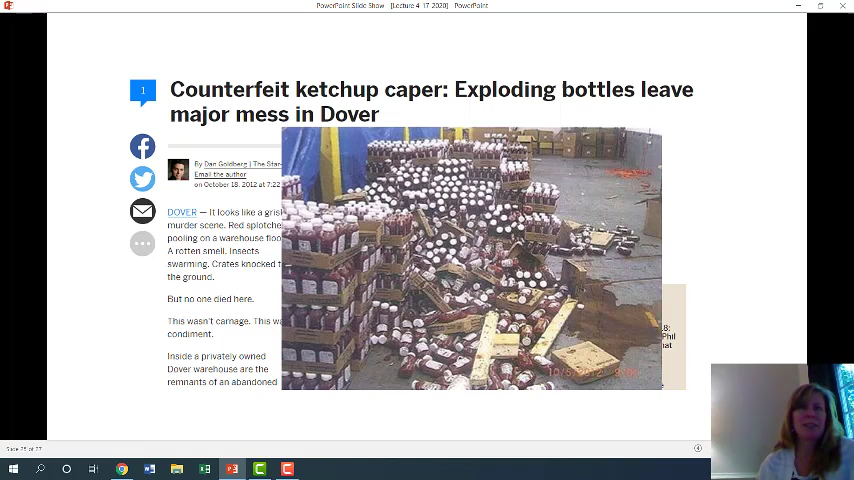 PowerPoint Slide Show - [Lecture 4-17-2020] - PowerPoint
1
Counterfeit ketchup caper: Exploding bottles leave
major mess in Dover
By Dan Goldberg | The Star-
Email the author
on October 18, 2012 at 7:22
DOVER — It looks like a
murder scene. Red splotche
pooling on a warehouse floo
A rotten smell. Insects
swarming. Crates knocked t
the ground.
But no one died here.
This wasn't carnage. This wa
condiment.
Inside a privately owned
Dover warehouse are the
remnants of an abandoned
Phil
Slide 25 of 27